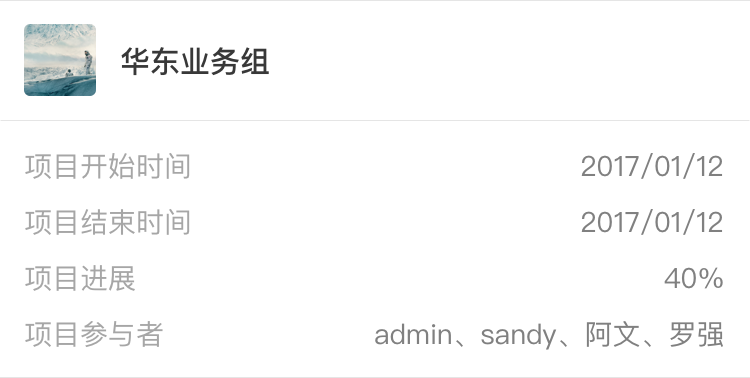 华东业务组
项目开始时间 2017/01/12
项目结束时间 2017/01/12
项目进展 40%
项目参与者 admin、sandy、阿文、罗强